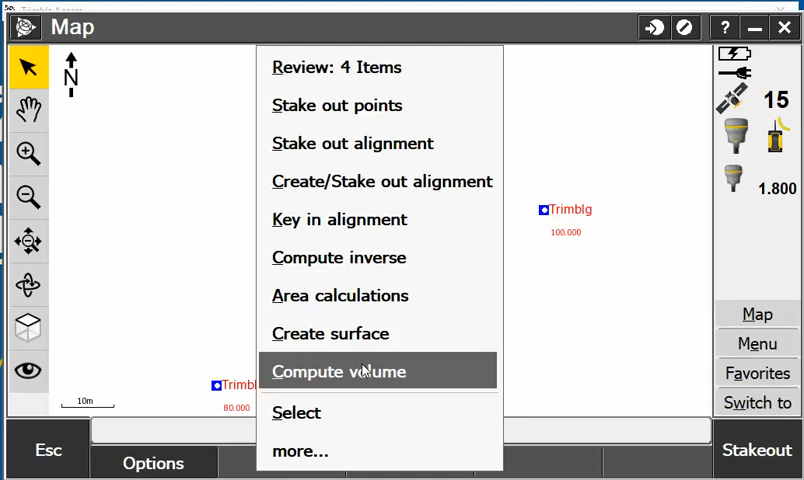 Map
?
N
Review: 4 Items
Stake out points
Stake out alignment
Create/Stake out alignment
Key in alignment
Compute inverse
Area calculations
Create surface
Compute volume
Select
more...
Trimblg
100.000
Trimbl
80.000
10m
15
1.800
Map
Menu
Favorites
Switch to
Esc
Options
Stakeout